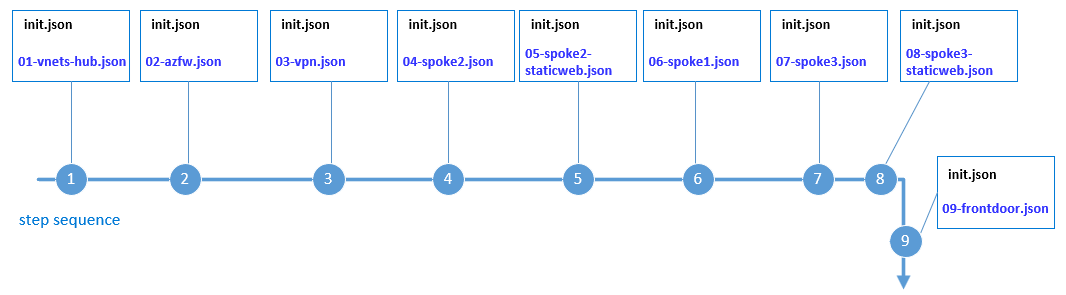 init.json
01-vnets-hub.json
init.json
02-azfw.json
init.json
03-vpn.json
init.json
04-spoke2.json
init.json
05-spoke2-
staticweb.json
init.json
06-spoke1.json
init.json
07-spoke3.json
init.json
08-spoke3-
staticweb.json
1
2
3
4
5
6
7
8
step sequence
init.json
09-frontdoor.json
9